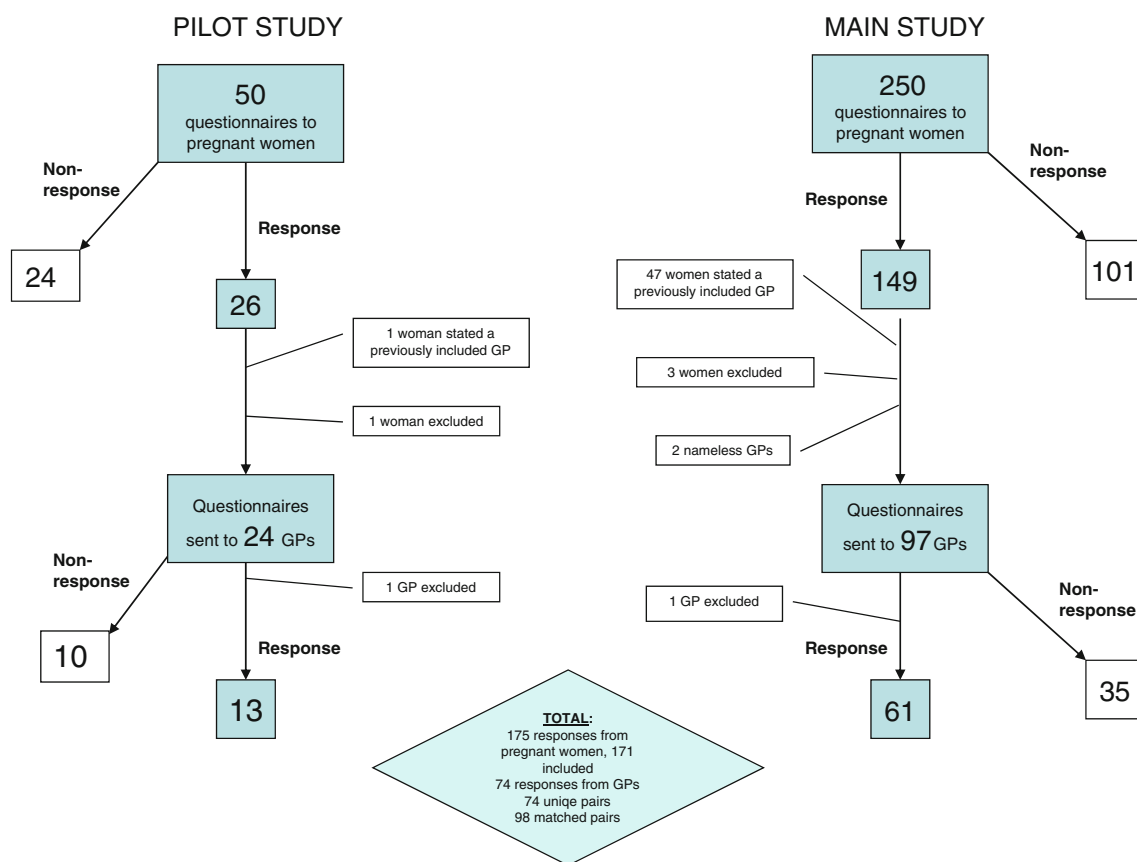 PILOT STUDY
50
questionnaires to
pregnant women
Non-
response
Response
24
26
1 woman stated a
previously included GP
1 woman excluded
Questionnaires
sent to 24 GPs
Non-
response
1 GP excluded
Response
10
13
MAIN STUDY
250
questionnaires to
pregnant women
Non-
response
Response
149
101
47 women stated a
previously included GP
3 women excluded
2 nameless GPs
Questionnaires
sent to 97 GPs
1 GP excluded
Non-
response
Response
61
35
TOTAL:
175 responses from
pregnant women, 171
included
74 responses from GPs
74 uniqe pairs
98 matched pairs